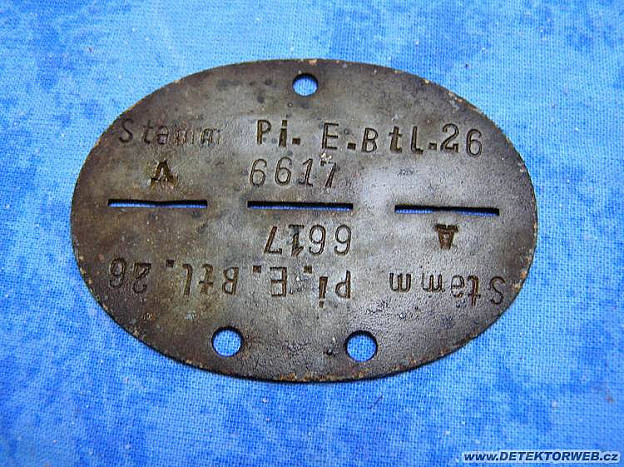 Stamm Pi. E.Btl.26
A 6617
6617 A
Stamm Pi. E. Btl. 26
www.DETEKTORWEB.cz